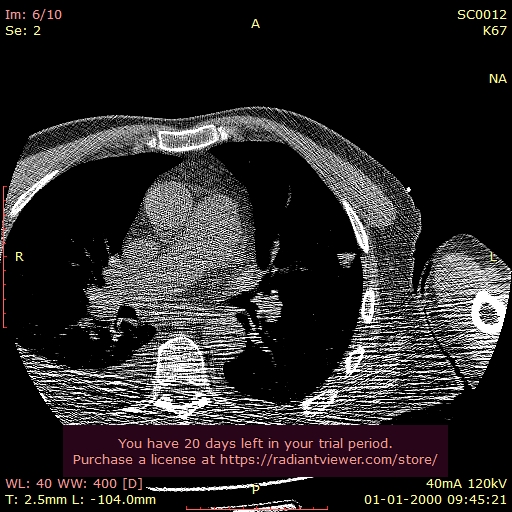 Im: 6/10
Se: 2
A
SC0012
K67
NA
R
L
You have 20 days left in your trial period.
Purchase a license at https://radiantviewer.com/store/
WL: 40 WW: 400 [D]
T: 2.5mm L: -104.0mm
P
40mA 120kV
01-01-2000 09:45:21